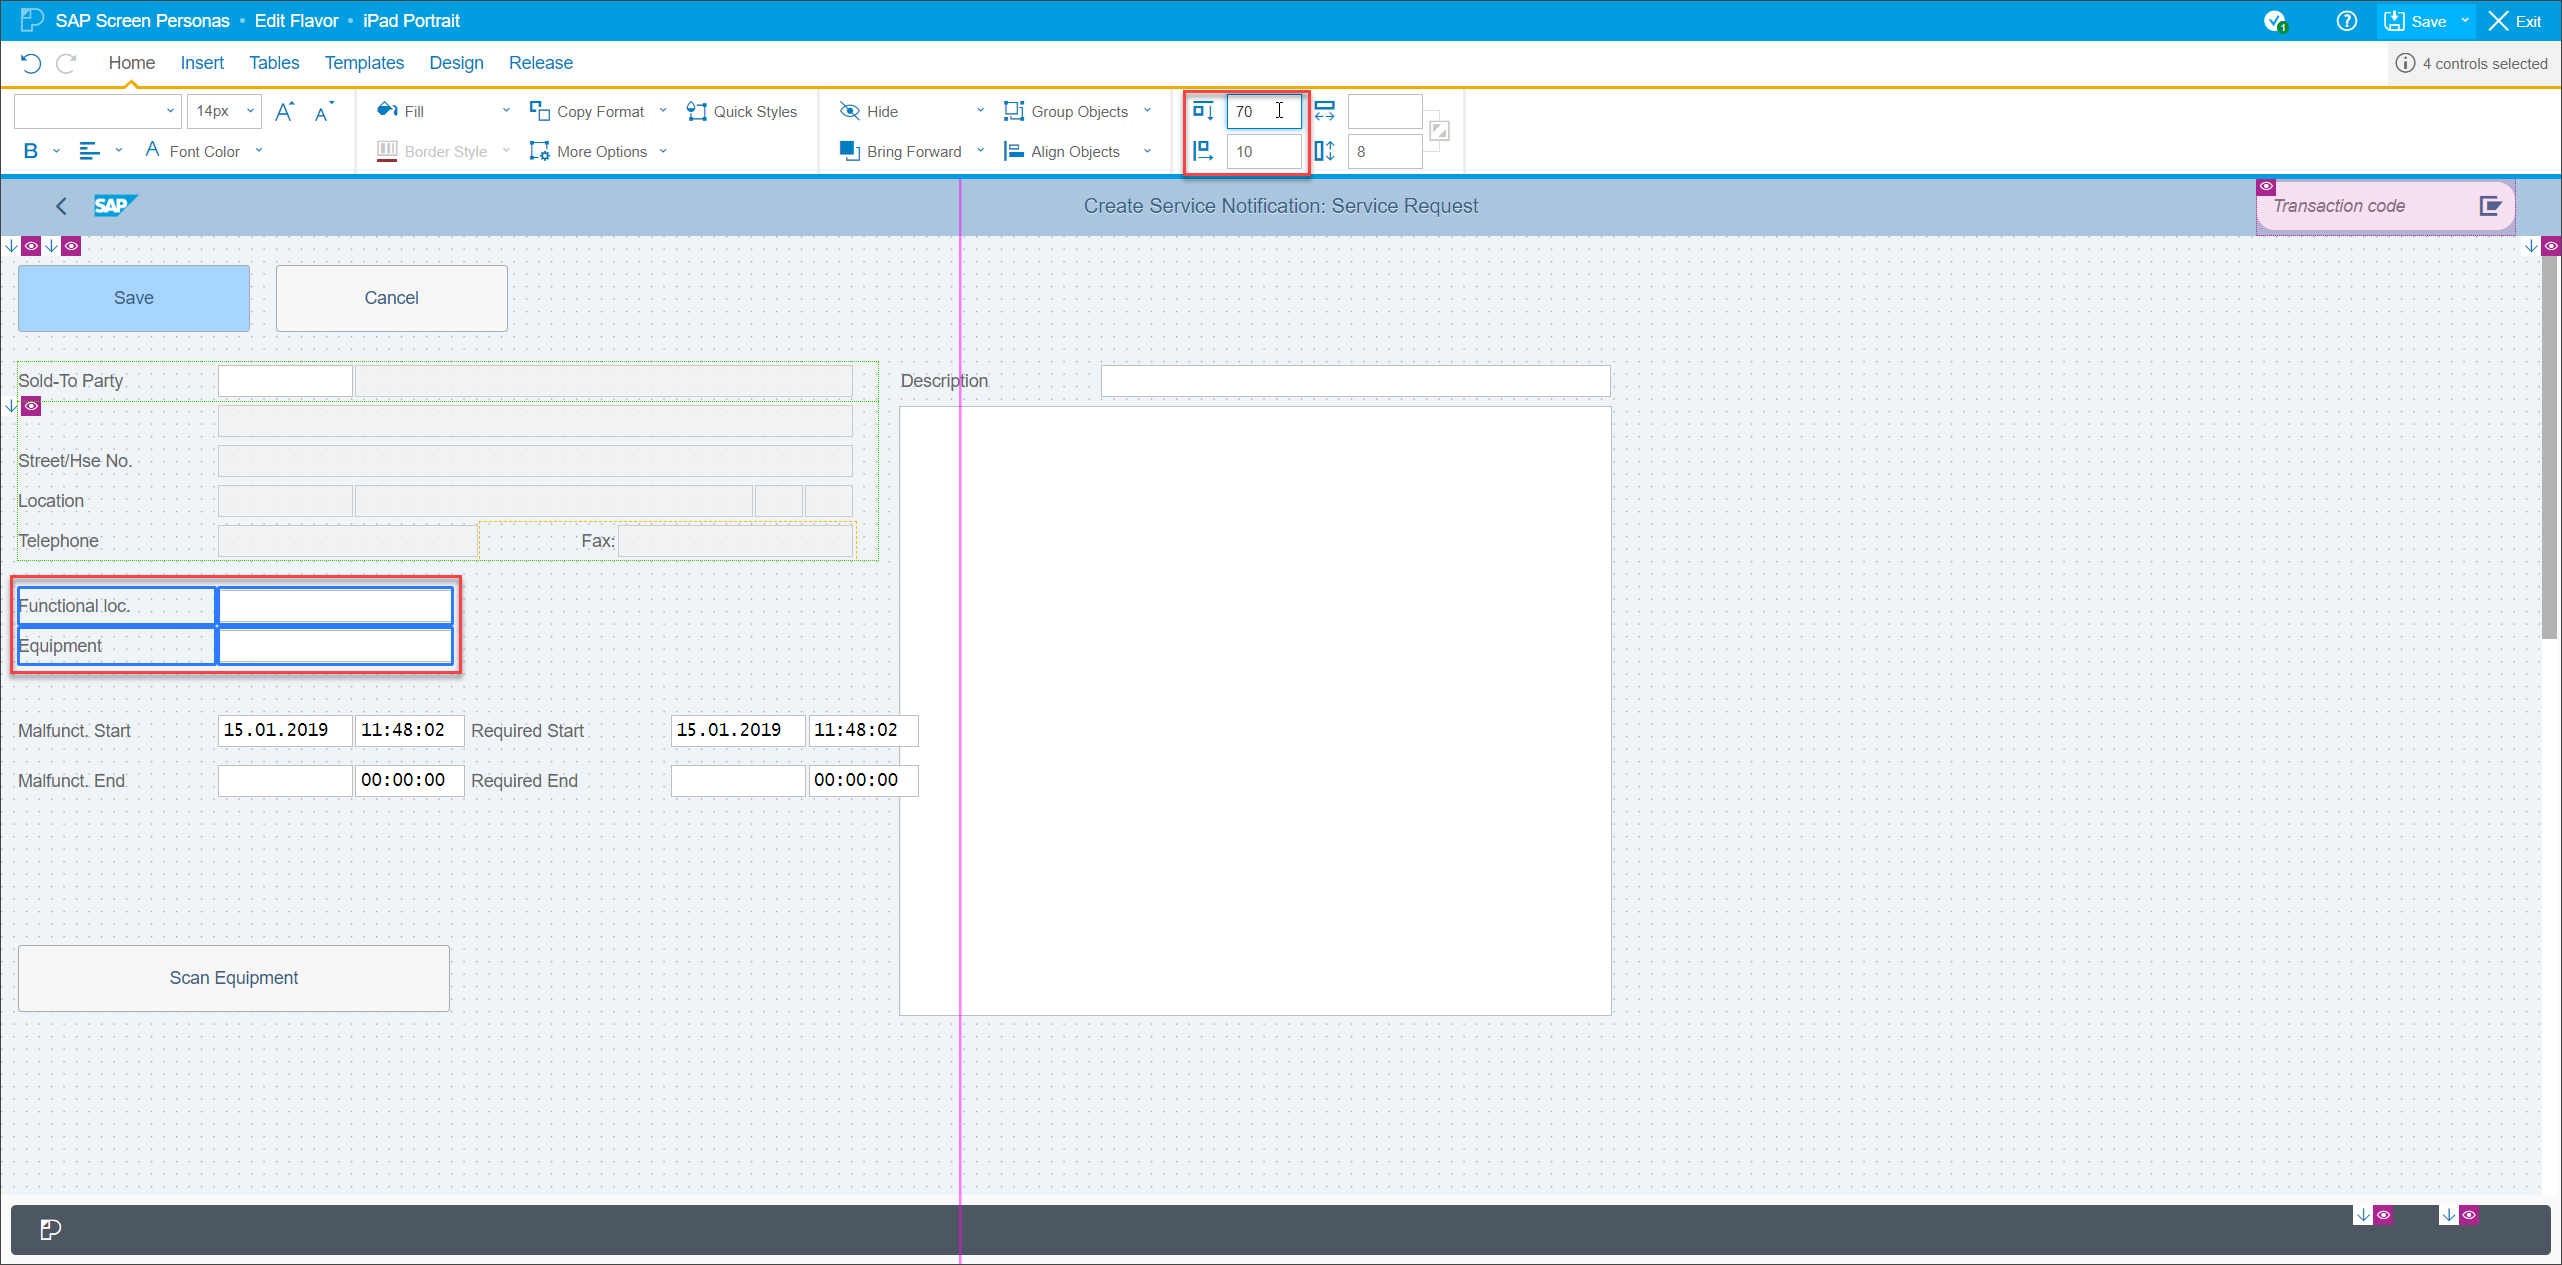 SAP Screen Personas • Edit Flavor • iPad Portrait
1
Save
Exit
Home Insert Tables Templates Design Release
4 controls selected
14px
Fill
Copy Format
Quick Styles
Hide
Group Objects
70
B
Font Color
Border Style
More Options
Bring Forward
Align Objects
10
8
SAP
Create Service Notification: Service Request
Transaction code
Save
Cancel
Sold-To Party
Description
Street/Hse No.
Location
Telephone
Fax:
Functional loc.
Equipment
Malfunct. Start 15.01.2019 11:48:02 Required Start 15.01.2019 11:48:02
Malfunct. End 00:00:00 Required End 00:00:00
Scan Equipment